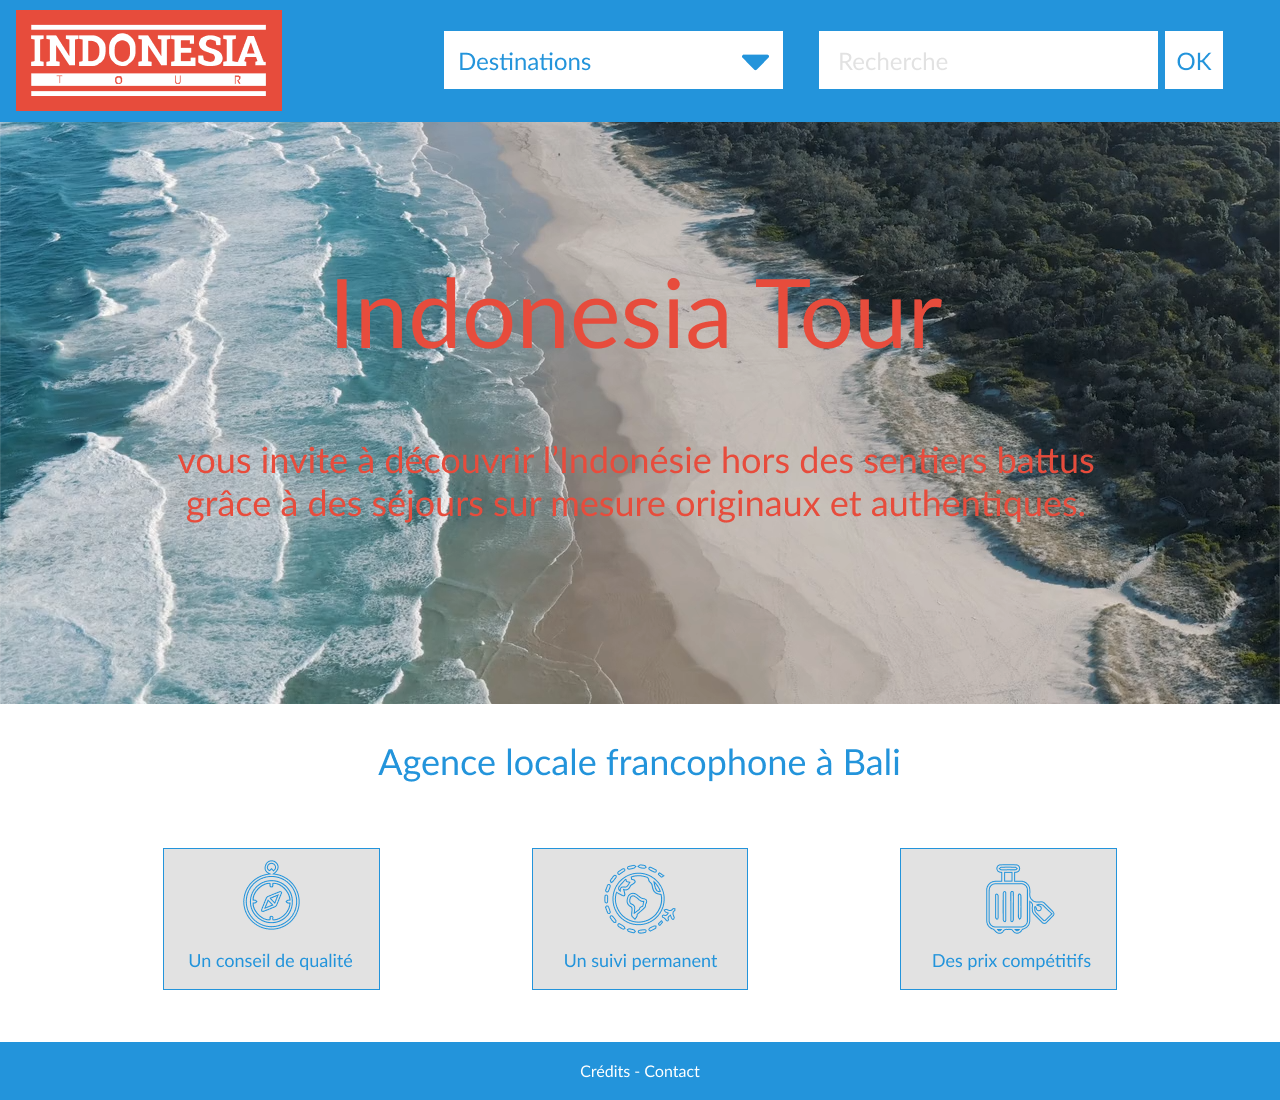 INDONESIA
TOUR
Destinations
Recherche
OK
Indonesia Tour
vous invite à découvrir l'Indonésie hors des sentiers battus
grâce à des séjours sur mesure originaux et authentiques.
Agence locale francophone à Bali
Un conseil de qualité
Un suivi permanent
Des prix compétitifs
Crédits - Contact